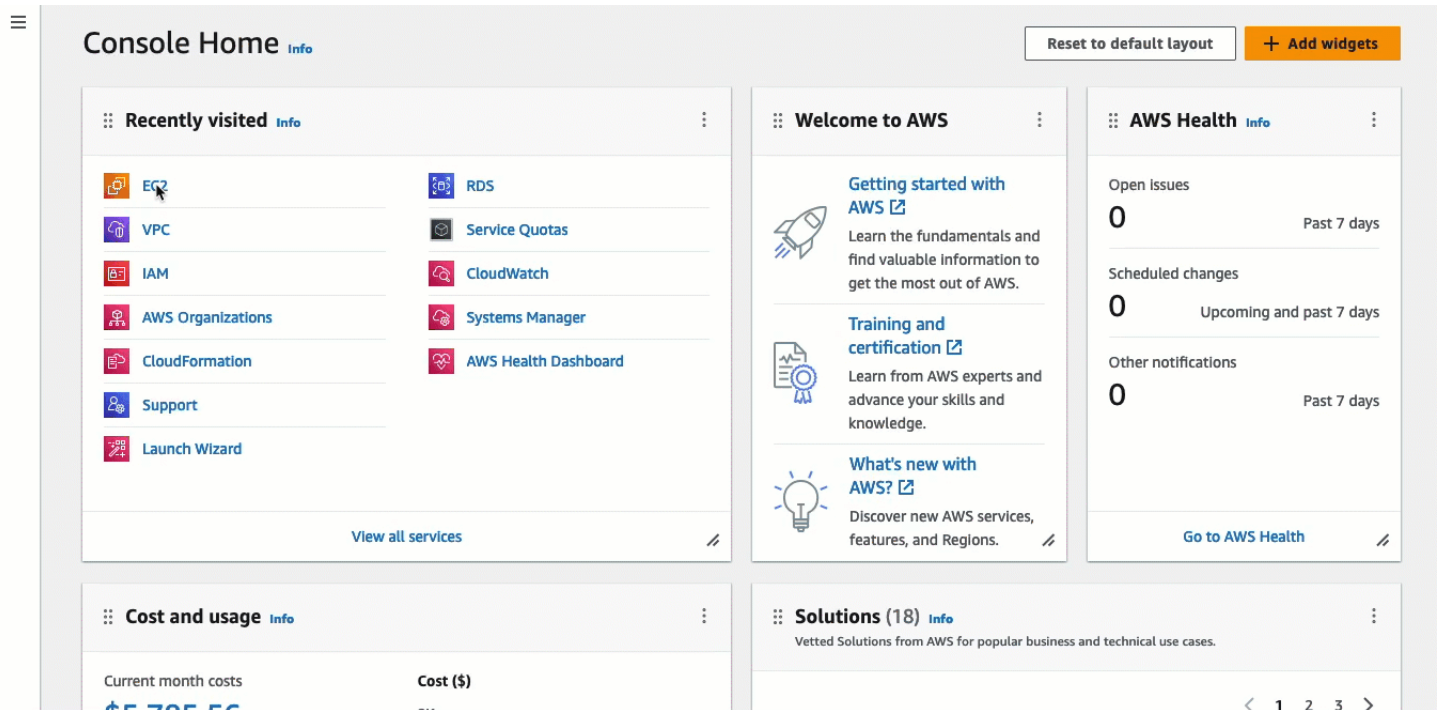 Console Home Info
Reset to default layout
+ Add widgets
Recently visited Info
EC2
VPC
IAM
AWS Organizations
CloudFormation
Support
Launch Wizard
RDS
Service Quotas
CloudWatch
Systems Manager
AWS Health Dashboard
View all services
Welcome to AWS
Getting started with
AWS
Learn the fundamentals and
find valuable information to
get the most out of AWS.
Training and
certification
Learn from AWS experts and
advance your skills and
knowledge.
What's new with
AWS?
Discover new AWS services,
features, and Regions.
AWS Health Info
Open issues
0 Past 7 days
Scheduled changes
0 Upcoming and past 7 days
Other notifications
0 Past 7 days
Go to AWS Health
Cost and usage Info
Current month costs
Cost ($)
Solutions (18) Info
Vetted Solutions from AWS for popular business and technical use cases.
1 2 3